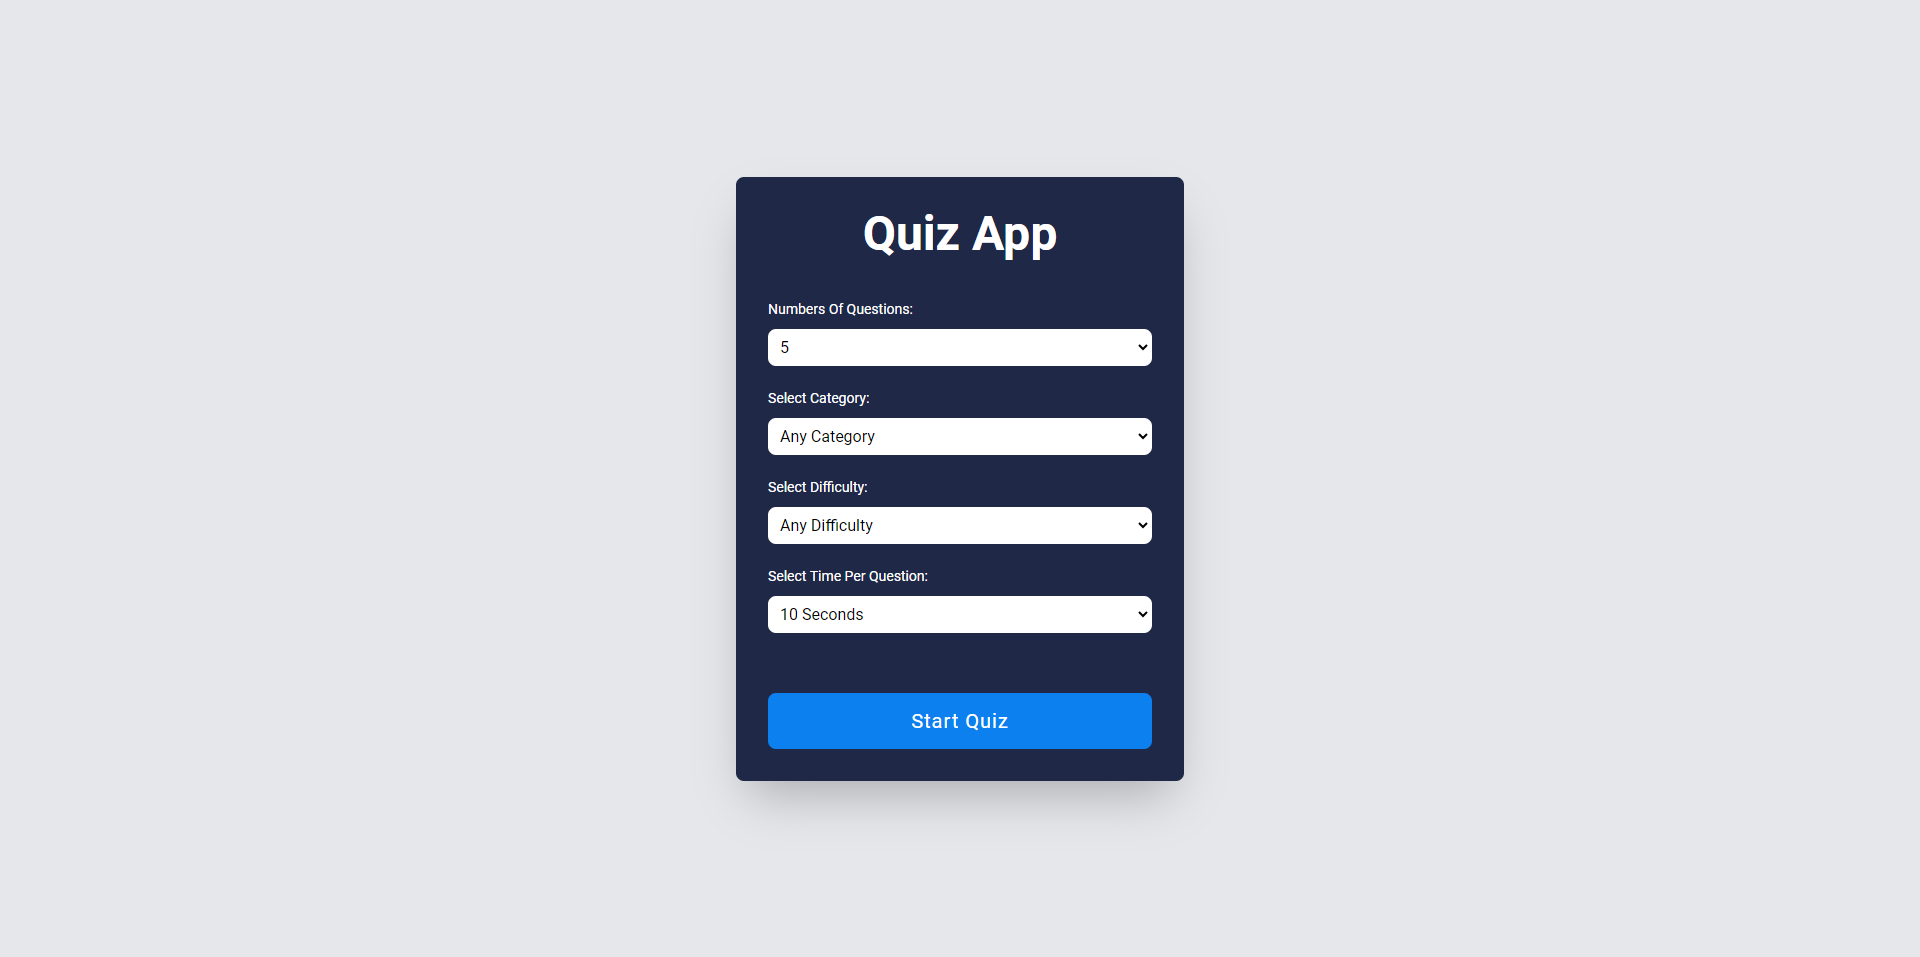 Quiz App
Numbers Of Questions:
5
Select Category:
Any Category
Select Difficulty:
Any Difficulty
Select Time Per Question:
10 Seconds
Start Quiz